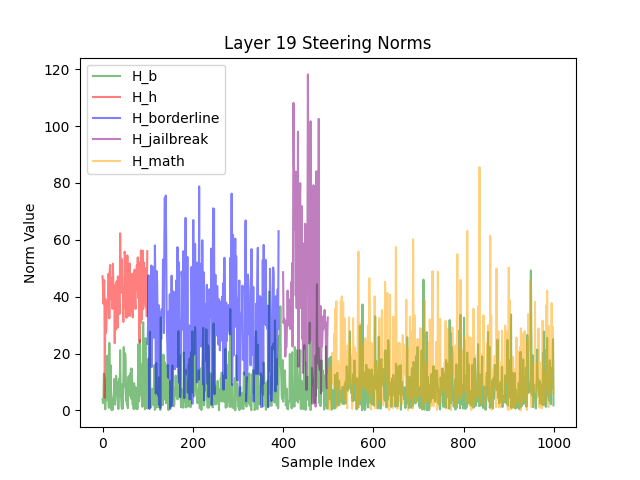 Layer 19 Steering Norms
H_b
H_h
H_borderline
H_jailbreak
H_math
Norm Value
120
100
80
60
40
20
0
0 200 400 600 800 1000
Sample Index